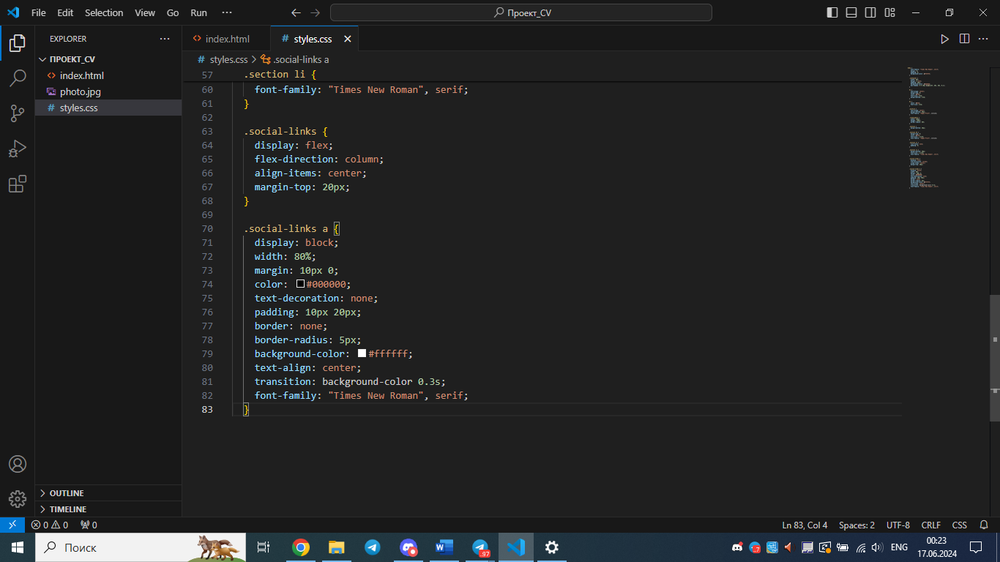 File Edit Selection View Go Run ··· Проект_CV
EXPLORER ···
ПРОЕКТ_CV
index.html
photo.jpg
styles.css
OUTLINE
TIMELINE
index.html # styles.css
# styles.css > .social-links a
57 .section li {
60 font-family: "Times New Roman", serif;
61 }
62
63 .social-links {
64 display: flex;
65 flex-direction: column;
66 align-items: center;
67 margin-top: 20px;
68 }
69
70 .social-links a {
71 display: block;
72 width: 80%;
73 margin: 10px 0;
74 color: #000000;
75 text-decoration: none;
76 padding: 10px 20px;
77 border: none;
78 border-radius: 5px;
79 background-color: #ffffff;
80 text-align: center;
81 transition: background-color 0.3s;
82 font-family: "Times New Roman", serif;
83 }
0 0 0 Ln 83, Col 4 Spaces: 2 UTF-8 CRLF CSS
Поиск 97 ENG 00:23
17.06.2024